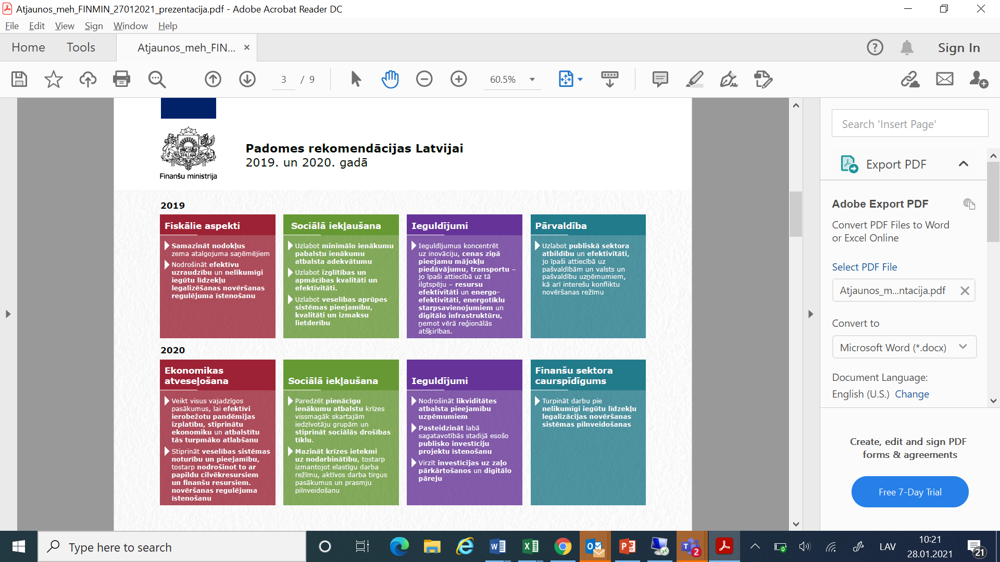 Atjaunos_meh_FINMIN_27012021_prezentacija.pdf - Adobe Acrobat Reader DC
File Edit View Sign Window Help
Home Tools Atjaunos_meh_FIN... × Sign In
3 / 9 60.5%
Finanšu ministrija
Padomes rekomendācijas Latvijai
2019. un 2020. gadā
2019
Fiskālie aspekti
Samazināt nodokļus
zema atalgojuma saņēmējiem
Nodrošināt efektīvu
uzraudzību un nelikumīgi
iegūtu līdzekļu
legalizēšanas novēršanas
regulējuma īstenošanu
Sociālā iekļaušana
Uzlabot minimālo ienākumu
pabalstu ienākumu
atbalsta adekvātumu
Uzlabot izglītības un
apmācības kvalitāti un
efektivitāti.
Uzlabot veselības aprūpes
sistēmas pieejamību,
kvalitāti un izmaksu
lietderību
Ieguldījumi
Ieguldījumus koncentrēt
uz inovāciju, cenas ziņā
pieejamu mājokļu
piedāvājumu, transportu –
jo īpaši attiecībā uz tā
ilgtspēju – resursu
efektivitāti un energo-
efektivitāti, energotīklu
starpsavienojumiem un
digitālo infrastruktūru,
ņemot vērā reģionālās
atšķirības.
Pārvaldība
Uzlabot publiskā sektora
atbildību un efektivitāti,
jo īpaši attiecībā uz
pašvaldībām un valsts un
pašvaldību uzņēmumiem,
kā arī interešu konfliktu
novēršanas režīmu
2020
Ekonomikas
atveseļošana
Veikt visus vajadzīgos
pasākumus, lai efektīvi
ierobežotu pandēmijas
izplatību, stiprinātu
ekonomiku un atbalstītu
tās turpmāko atlabšanu
Stiprināt veselības sistēmas
noturību un pieejamību,
tostarp nodrošinot to ar
papildu cilvēkresursiem
un finanšu resursiem.
novēršanas regulējuma
īstenošanu
Sociālā iekļaušana
Paredzēt pienācīgu
ienākumu atbalstu krīzes
vissmagāk skartajām
iedzīvotāju grupām un
stiprināt sociālās drošības
tīklu.
Mazināt krīzes ietekmi
uz nodarbinātību, tostarp
izmantojot elastīgu darba
režīmu, aktīvos darba tirgus
pasākumus un prasmju
pilnveidošanu
Ieguldījumi
Nodrošināt likviditātes
atbalsta pieejamību
uzņēmumiem
Pasteidzināt labā
sagatavotības stadijā esošo
publisko investīciju
projektu īstenošanu
Virzīt investīcijas uz zaļo
pārkārtošanos un digitālo
pāreju
Finanšu sektora
caurspīdīgums
Turpināt darbu pie
nelikumīgi iegūtu līdzekļu
legalizācijas novēršanas
sistēmas pilnveidošanas
Search 'Insert Page'
Export PDF
Adobe Export PDF
Convert PDF Files to Word
or Excel Online
Select PDF File
Atjaunos_m...ntacija.pdf
Convert to
Microsoft Word (*.docx)
Document Language:
English (U.S.) Change
Create, edit and sign PDF
forms & agreements
Free 7-Day Trial
Type here to search
2
LAV
10:21
28.01.2021
21